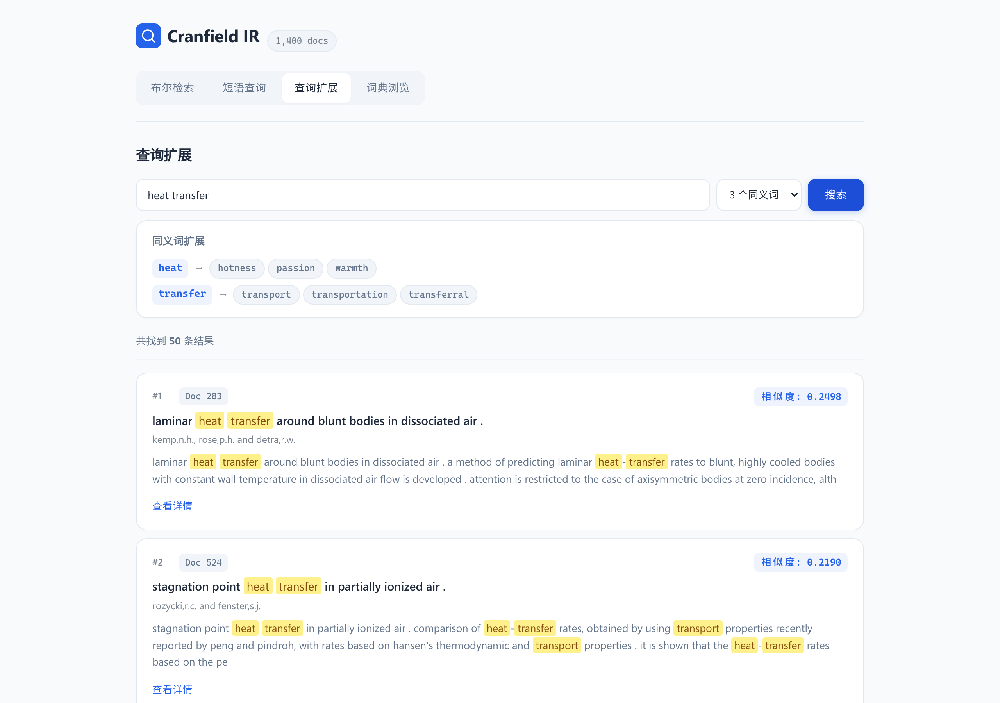 Cranfield IR 1,400 docs
布尔检索 短语查询 查询扩展 词典浏览
查询扩展
heat transfer 3 个同义词 搜索
同义词扩展
heat → hotness passion warmth
transfer → transport transportation transferral
共找到 50 条结果
#1 Doc 283 相似度: 0.2498
laminar heat transfer around blunt bodies in dissociated air .
kemp,n.h., rose,p.h. and detra,r.w.
laminar heat transfer around blunt bodies in dissociated air . a method of predicting laminar heat-transfer rates to blunt, highly cooled bodies
with constant wall temperature in dissociated air flow is developed . attention is restricted to the case of axisymmetric bodies at zero incidence, alth
查看详情
#2 Doc 524 相似度: 0.2190
stagnation point heat transfer in partially ionized air .
rozycki,r.c. and fenster,s.j.
stagnation point heat transfer in partially ionized air . comparison of heat-transfer rates, obtained by using transport properties recently
reported by peng and pindroh, with rates based on hansen's thermodynamic and transport properties . it is shown that the heat-transfer rates
based on the pe
查看详情